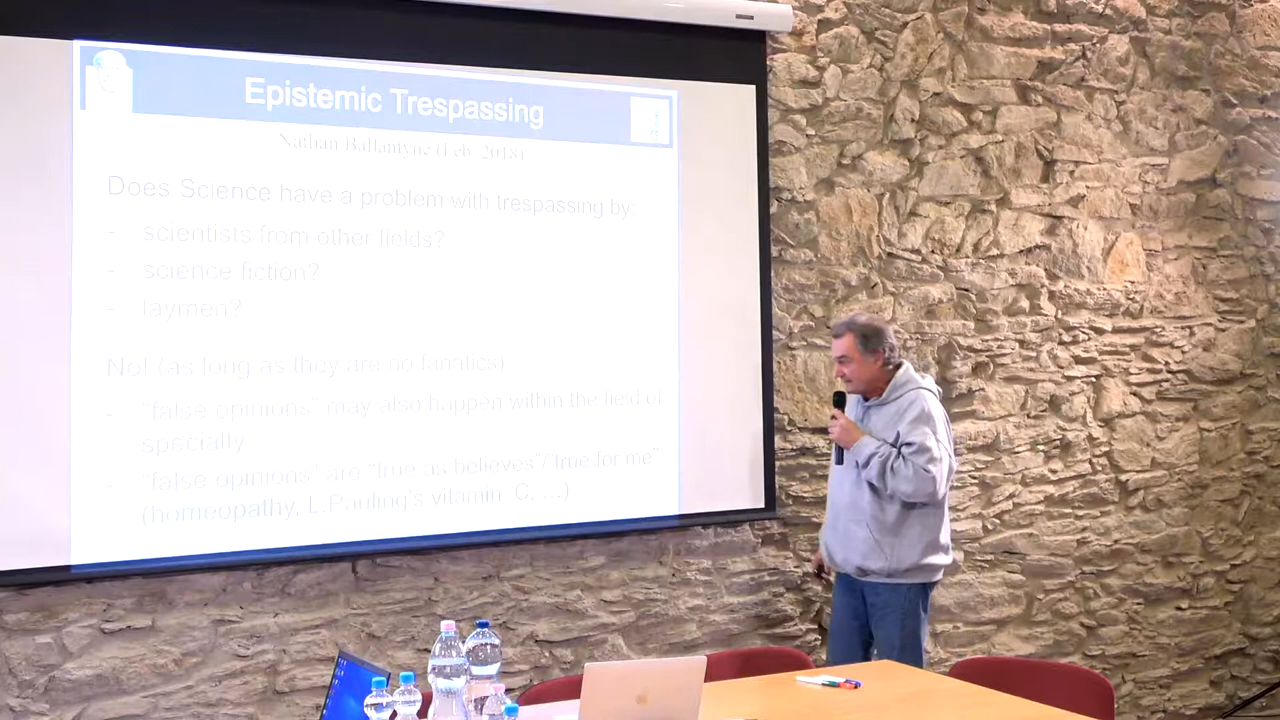 Epistemic Trespassing
Nathan Ballantyne (Feb. 2018)
Does Science have a problem with trespassing by:
- scientists from other fields?
- science fiction?
- laymen?
No! (as long as they are no fanatics)
- "false opinions" may also happen within the field of
specialty
- "false opinions" are "true as believes"/"true for me"
(homeopathy, L.Pauling's vitamin C, ...)